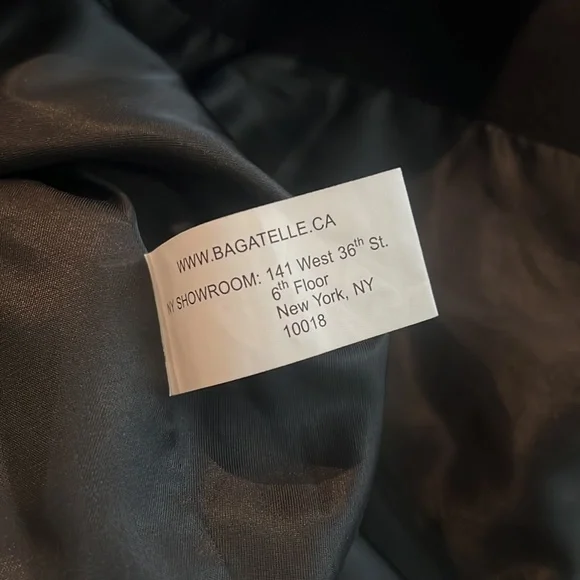 WWW.BAGATELLE.CA
NY SHOWROOM: 141 West 36th St.
6th Floor
New York, NY
10018